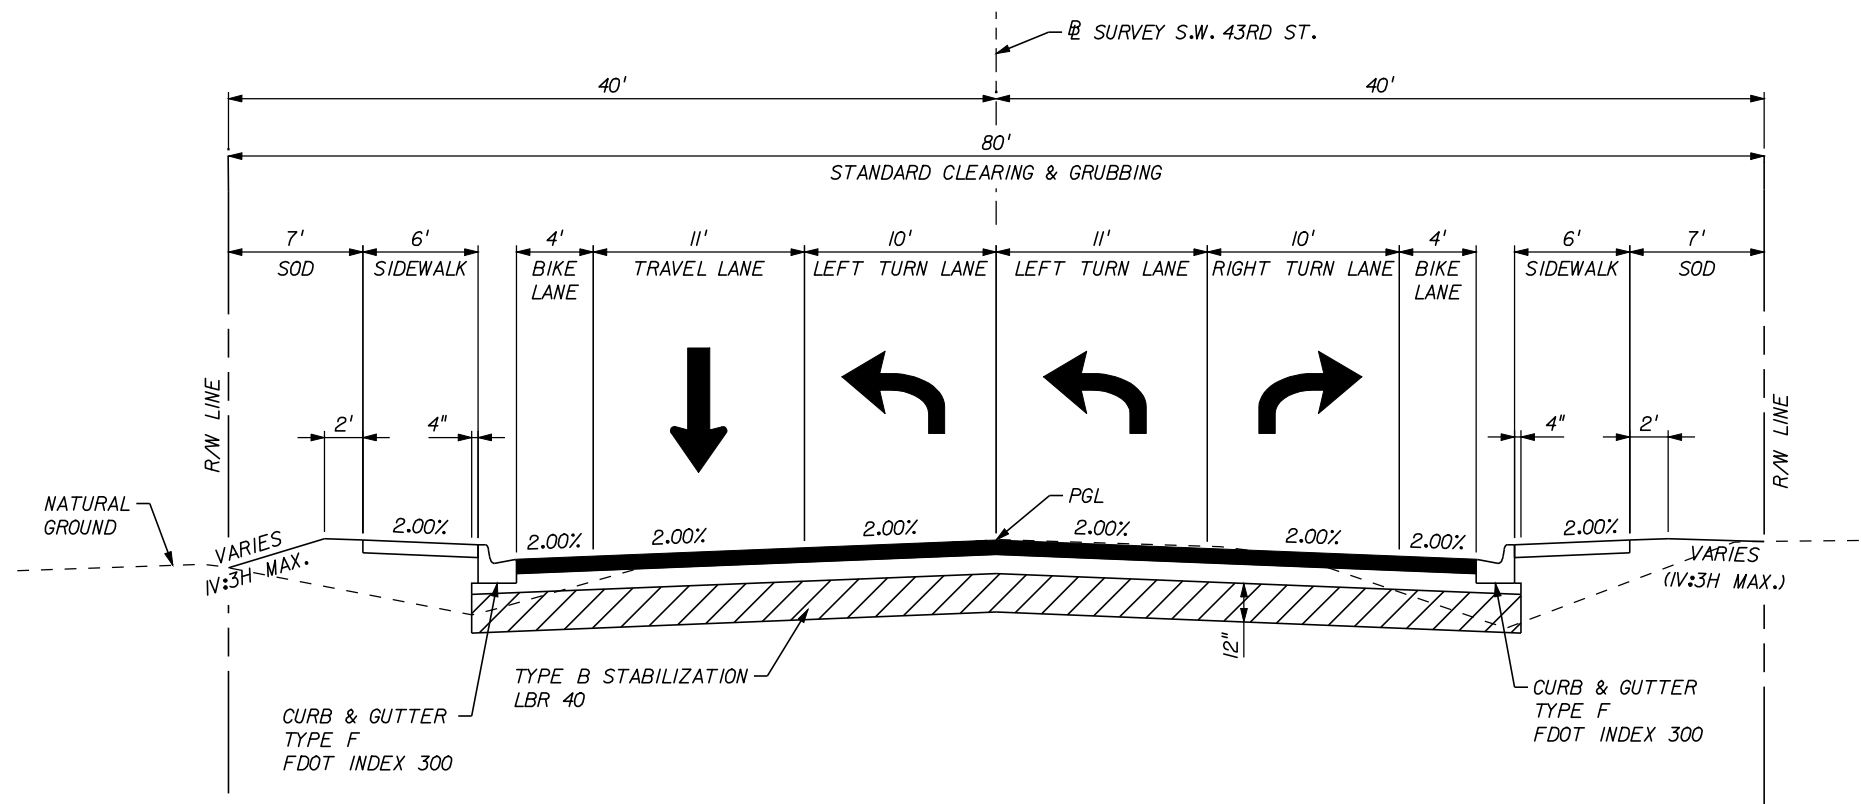 ℄ SURVEY S.W. 43RD ST.
40'
40'
80'
STANDARD CLEARING & GRUBBING
7'
6'
4'
11'
10'
11'
10'
4'
6'
7'
SOD
SIDEWALK
BIKE
LANE
TRAVEL LANE
LEFT TURN LANE
LEFT TURN LANE
RIGHT TURN LANE
BIKE
LANE
SIDEWALK
SOD
R/W LINE
R/W LINE
2'
4"
4"
2'
NATURAL
GROUND
PGL
VARIES
1V:3H MAX.
2.00%
2.00%
2.00%
2.00%
2.00%
2.00%
2.00%
2.00%
VARIES
(1V:3H MAX.)
12"
TYPE B STABILIZATION
LBR 40
CURB & GUTTER
TYPE F
FDOT INDEX 300
CURB & GUTTER
TYPE F
FDOT INDEX 300